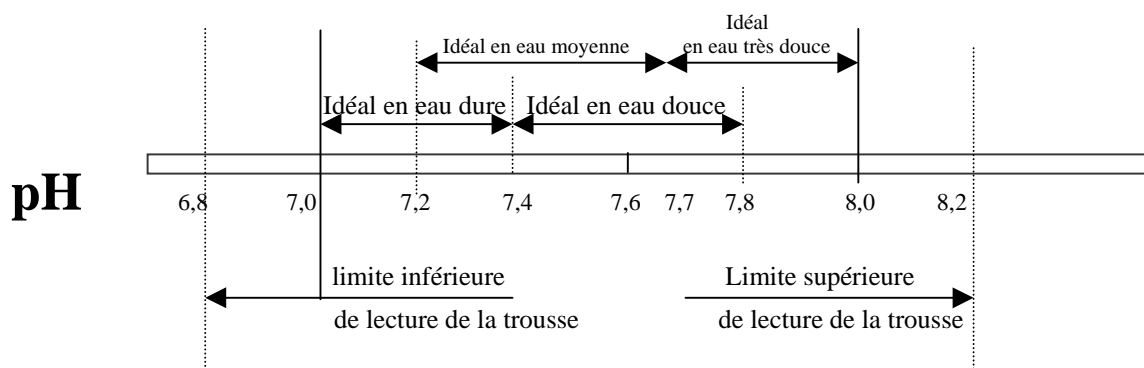 Idéal
Idéal en eau moyenne
en eau très douce
Idéal en eau dure
Idéal en eau douce
pH
6,8
7,0
7,2
7,4
7,6
7,7
7,8
8,0
8,2
limite inférieure
de lecture de la trousse
Limite supérieure
de lecture de la trousse